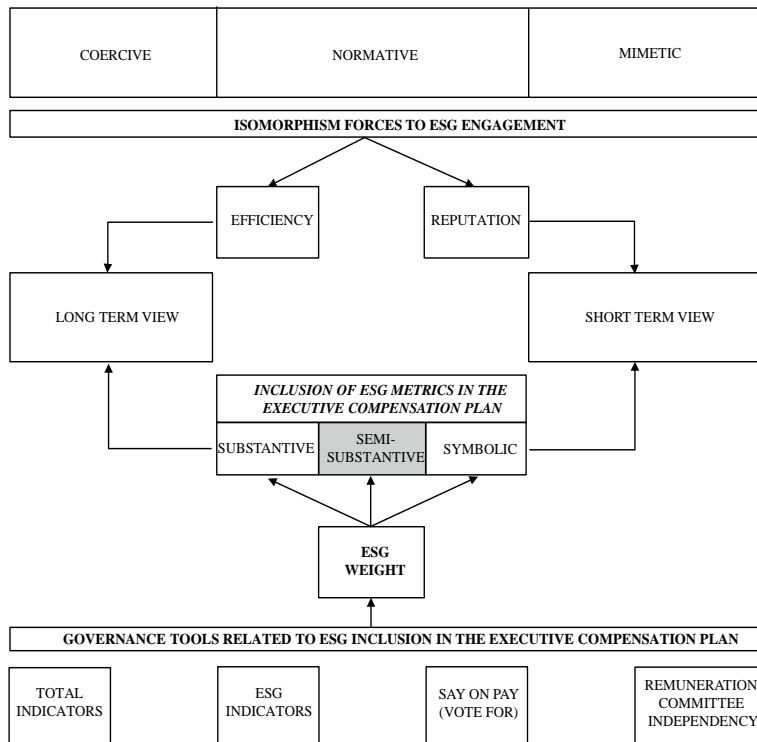 COERCIVE
NORMATIVE
MIMETIC
ISOMORPHISM FORCES TO ESG ENGAGEMENT
EFFICIENCY
REPUTATION
LONG TERM VIEW
SHORT TERM VIEW
INCLUSION OF ESG METRICS IN THE
EXECUTIVE COMPENSATION PLAN
SUBSTANTIVE
SEMI-
SUBSTANTIVE
SYMBOLIC
ESG
WEIGHT
GOVERNANCE TOOLS RELATED TO ESG INCLUSION IN THE EXECUTIVE COMPENSATION PLAN
TOTAL
INDICATORS
ESG
INDICATORS
SAY ON PAY
(VOTE FOR)
REMUNERATION
COMMITTEE
INDEPENDENCY